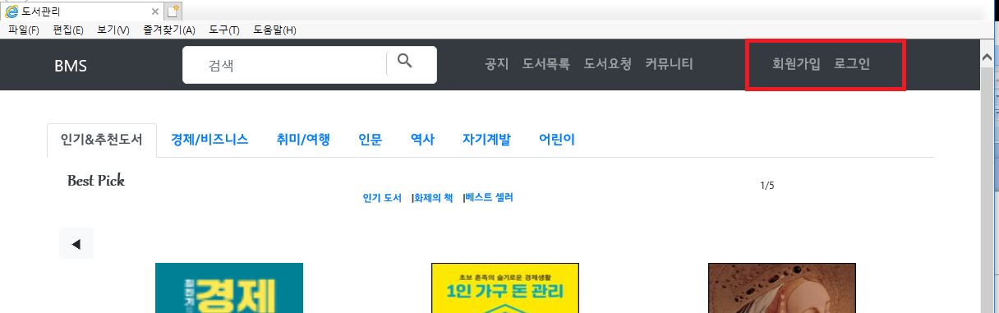 도서관리
파일(F) 편집(E) 보기(V) 즐겨찾기(A) 도구(T) 도움말(H)
BMS 검색 공지 도서목록 도서요청 커뮤니티 회원가입 로그인
인기&추천도서 경제/비즈니스 취미/여행 인문 역사 자기계발 어린이
Best Pick
1/5
인기 도서 |화제의 책 |베스트 셀러
◀
경제
초보 혼족의 슬기로운 경제생활
1인 가구 돈 관리